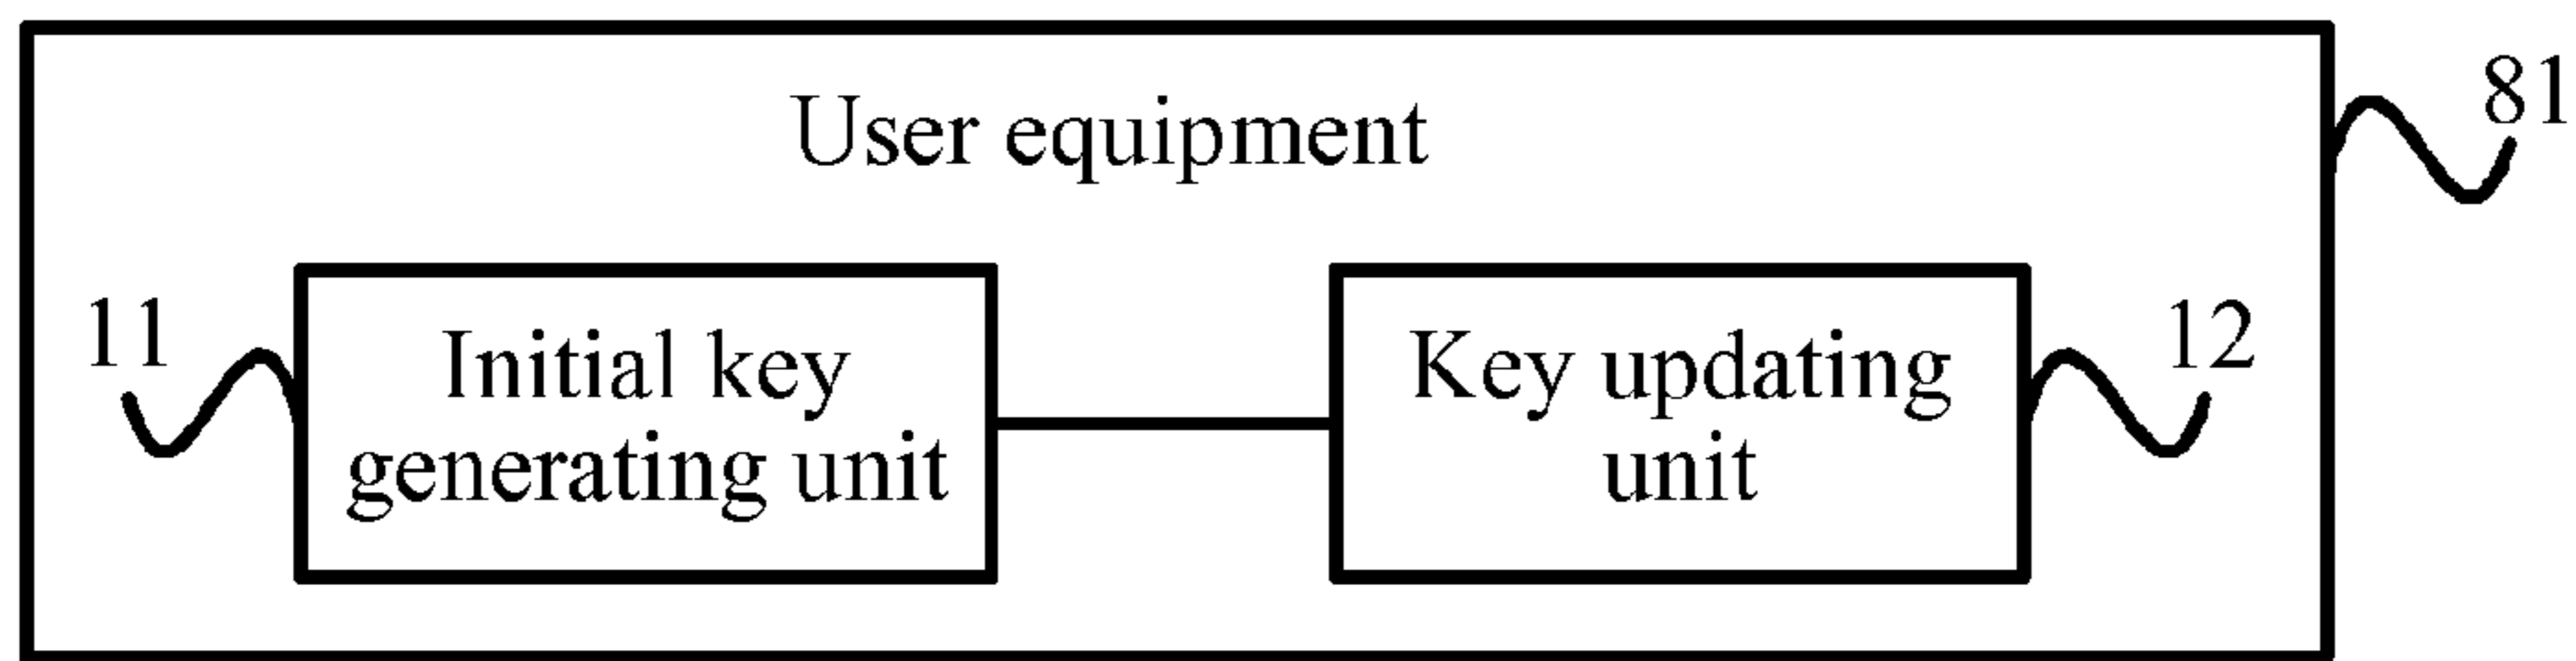 User equipment
81
11
Initial key
generating unit
Key updating
unit
12